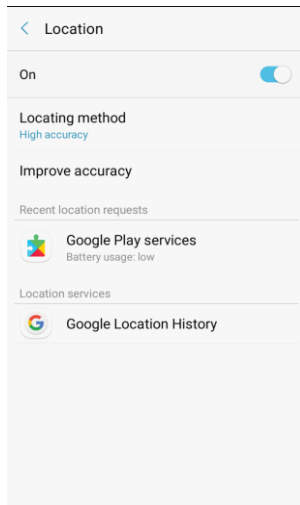 Location
On
Locating method
High accuracy
Improve accuracy
Recent location requests
Google Play services
Battery usage: low
Location services
Google Location History